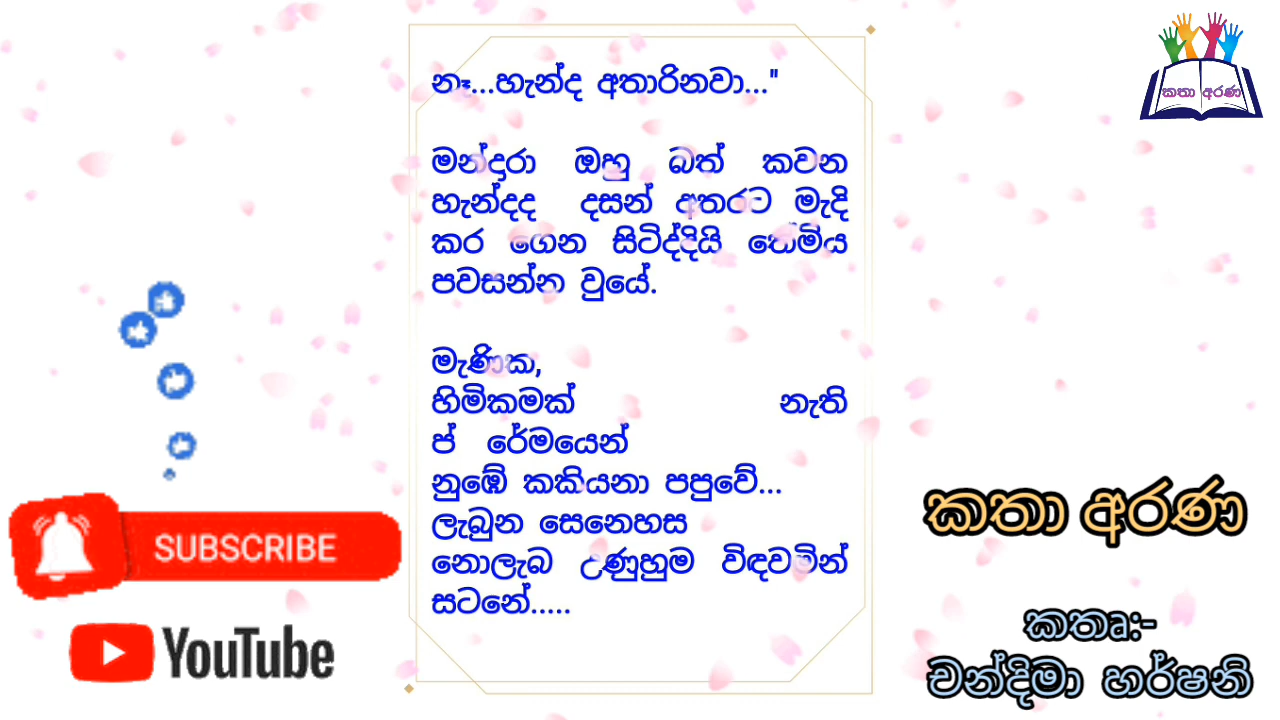 නෑ...හැන්ද අතාරිනවා..."
මන්දාරා ඔහු බත් කවන
හැන්දද දසන් අතරට මැදි
කර ගෙන සිටිද්දියි තේමිය
පවසන්න වුයේ.
මැණික,
හිමිකමක් නැති
ප් රේමයෙන්
නුඹේ කකියනා පපුවේ...
ලැබුන සෙනෙහස
නොලැබ උණුහුම විඳවමින්
සටනේ.....
කතා අරණ
SUBSCRIBE
YouTube
කතා අරණ
කතෘ:-
චන්දිමා හර්ෂනි